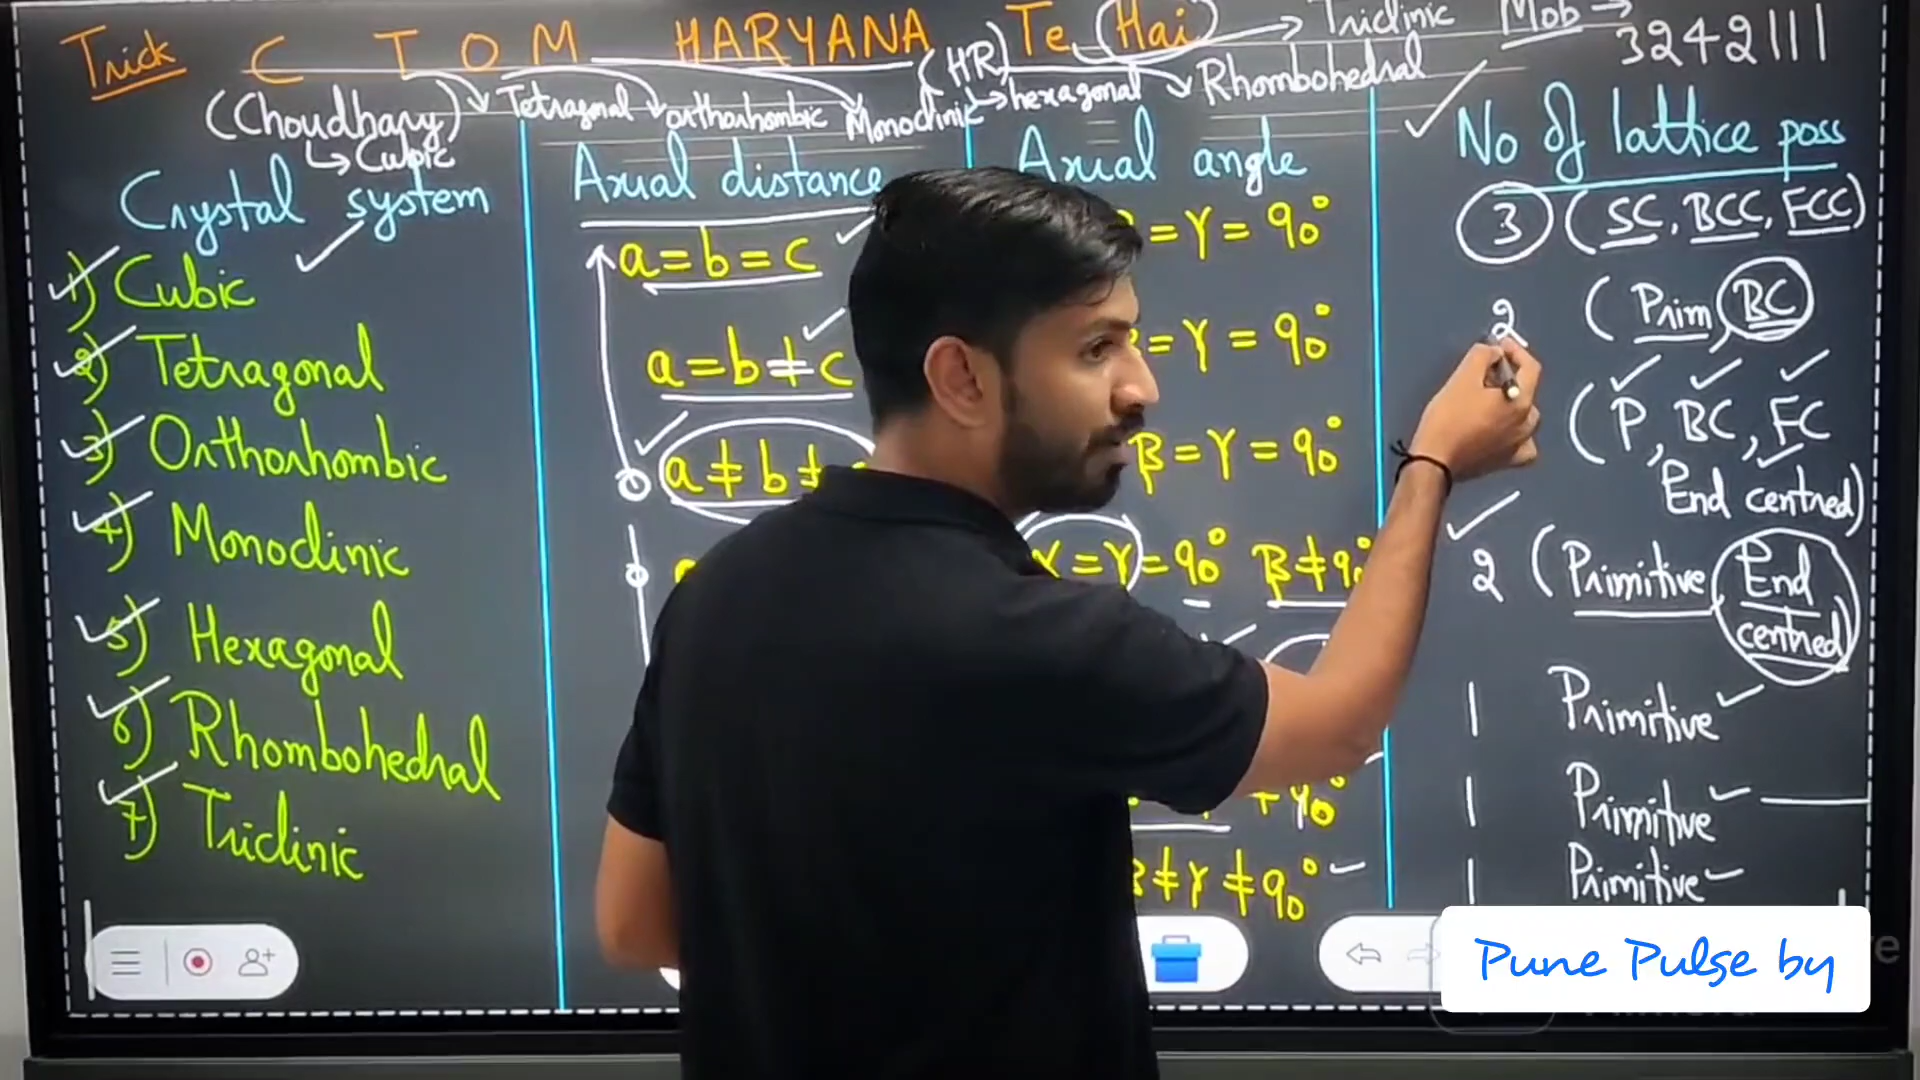 Trick C T O M HARYANA Te Hai → Triclinic Mob →
3242111
(HR) → hexagonal Rhombohedral
(Choudhary) Tetragonal orthorhombic Monoclinic
↳ Cubic
Crystal system Axial distance Axial angle No of lattice poss
1) Cubic a = b = c = γ = 90° 3 (SC, BCC, FCC)
2) Tetragonal a = b ≠ c = γ = 90° 2 (Prim, BC)
3) Orthorhombic a ≠ b ≠ β = γ = 90° (P, BC, FC
End centred)
4) Monoclinic = γ = 90° β ≠ 90° 2 (Primitive End
centred)
5) Hexagonal 1 Primitive
6) Rhombohedral ≠ 90° 1 Primitive
7) Triclinic ≠ γ ≠ 90° 1 Primitive
Pune Pulse by